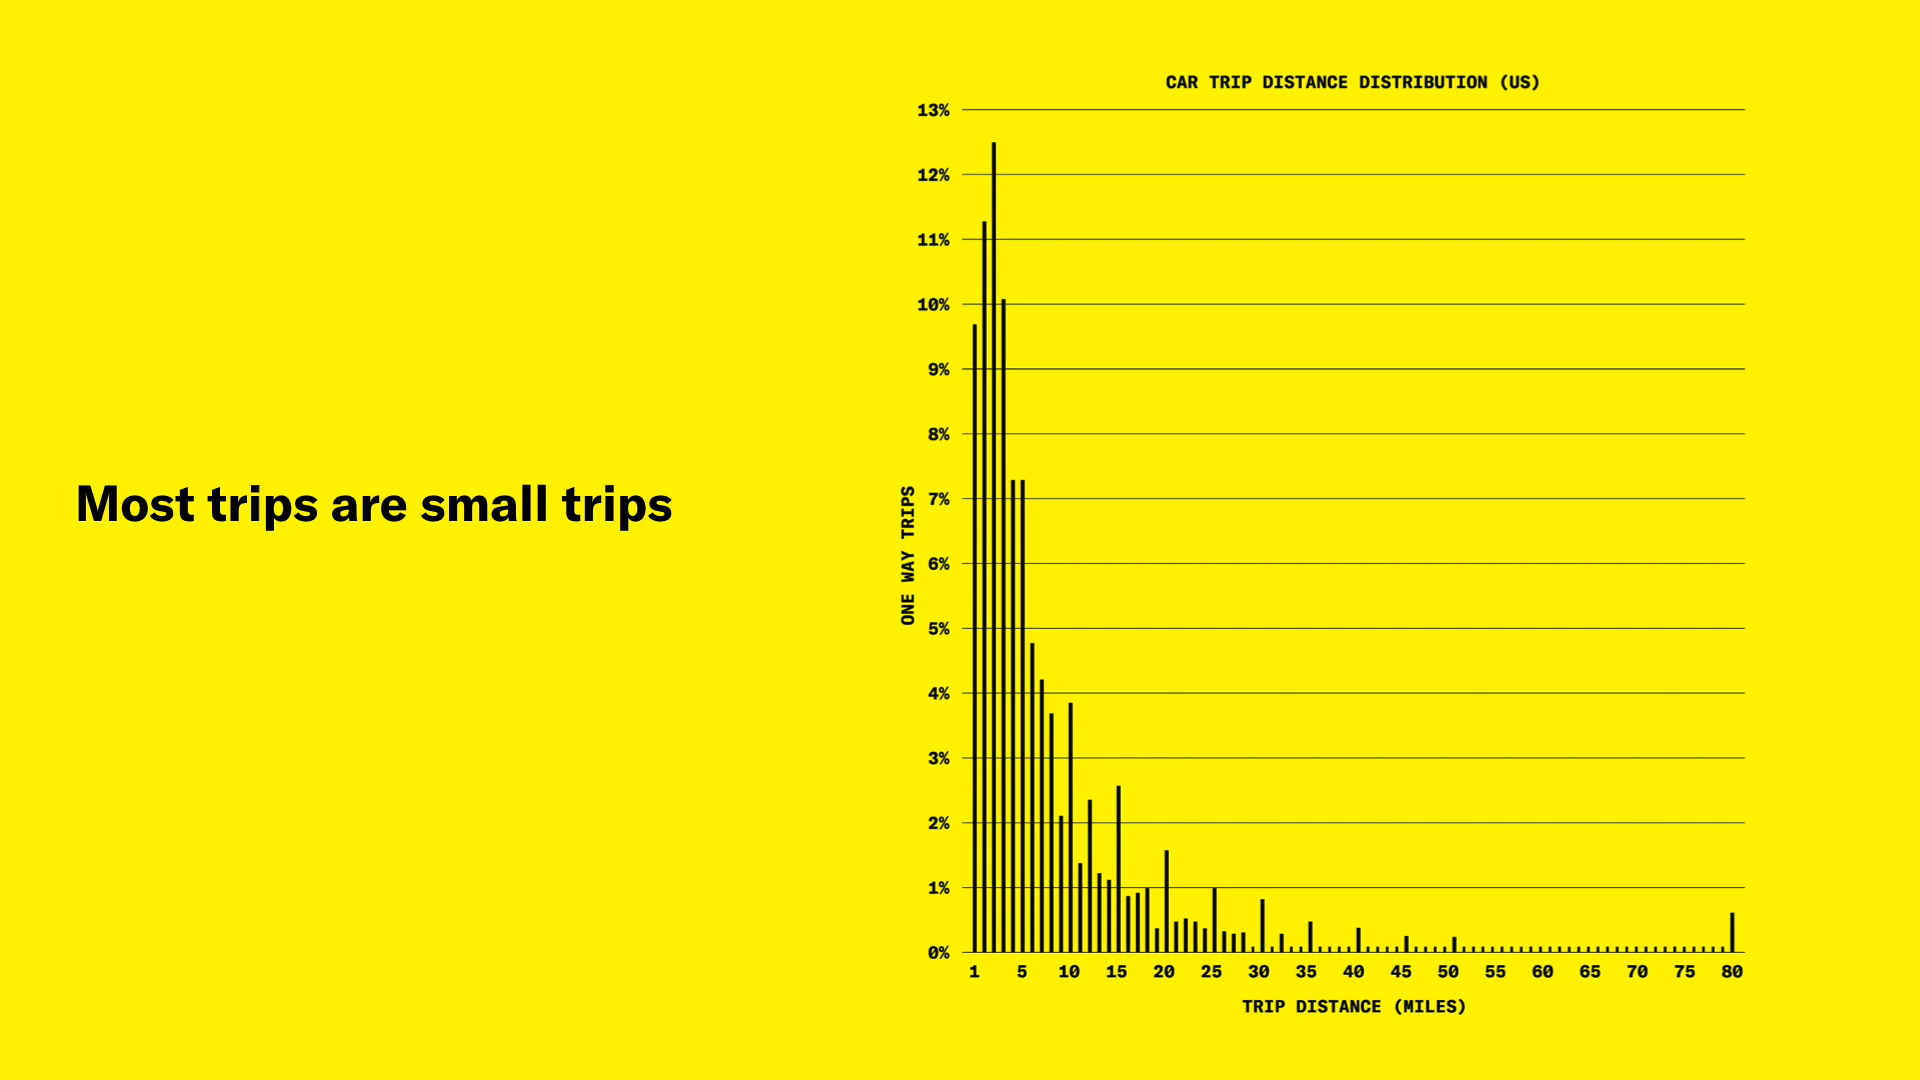 Most trips are small trips
CAR TRIP DISTANCE DISTRIBUTION (US)
ONE WAY TRIPS
13%
12%
11%
10%
9%
8%
7%
6%
5%
4%
3%
2%
1%
0%
1 5 10 15 20 25 30 35 40 45 50 55 60 65 70 75 80
TRIP DISTANCE (MILES)